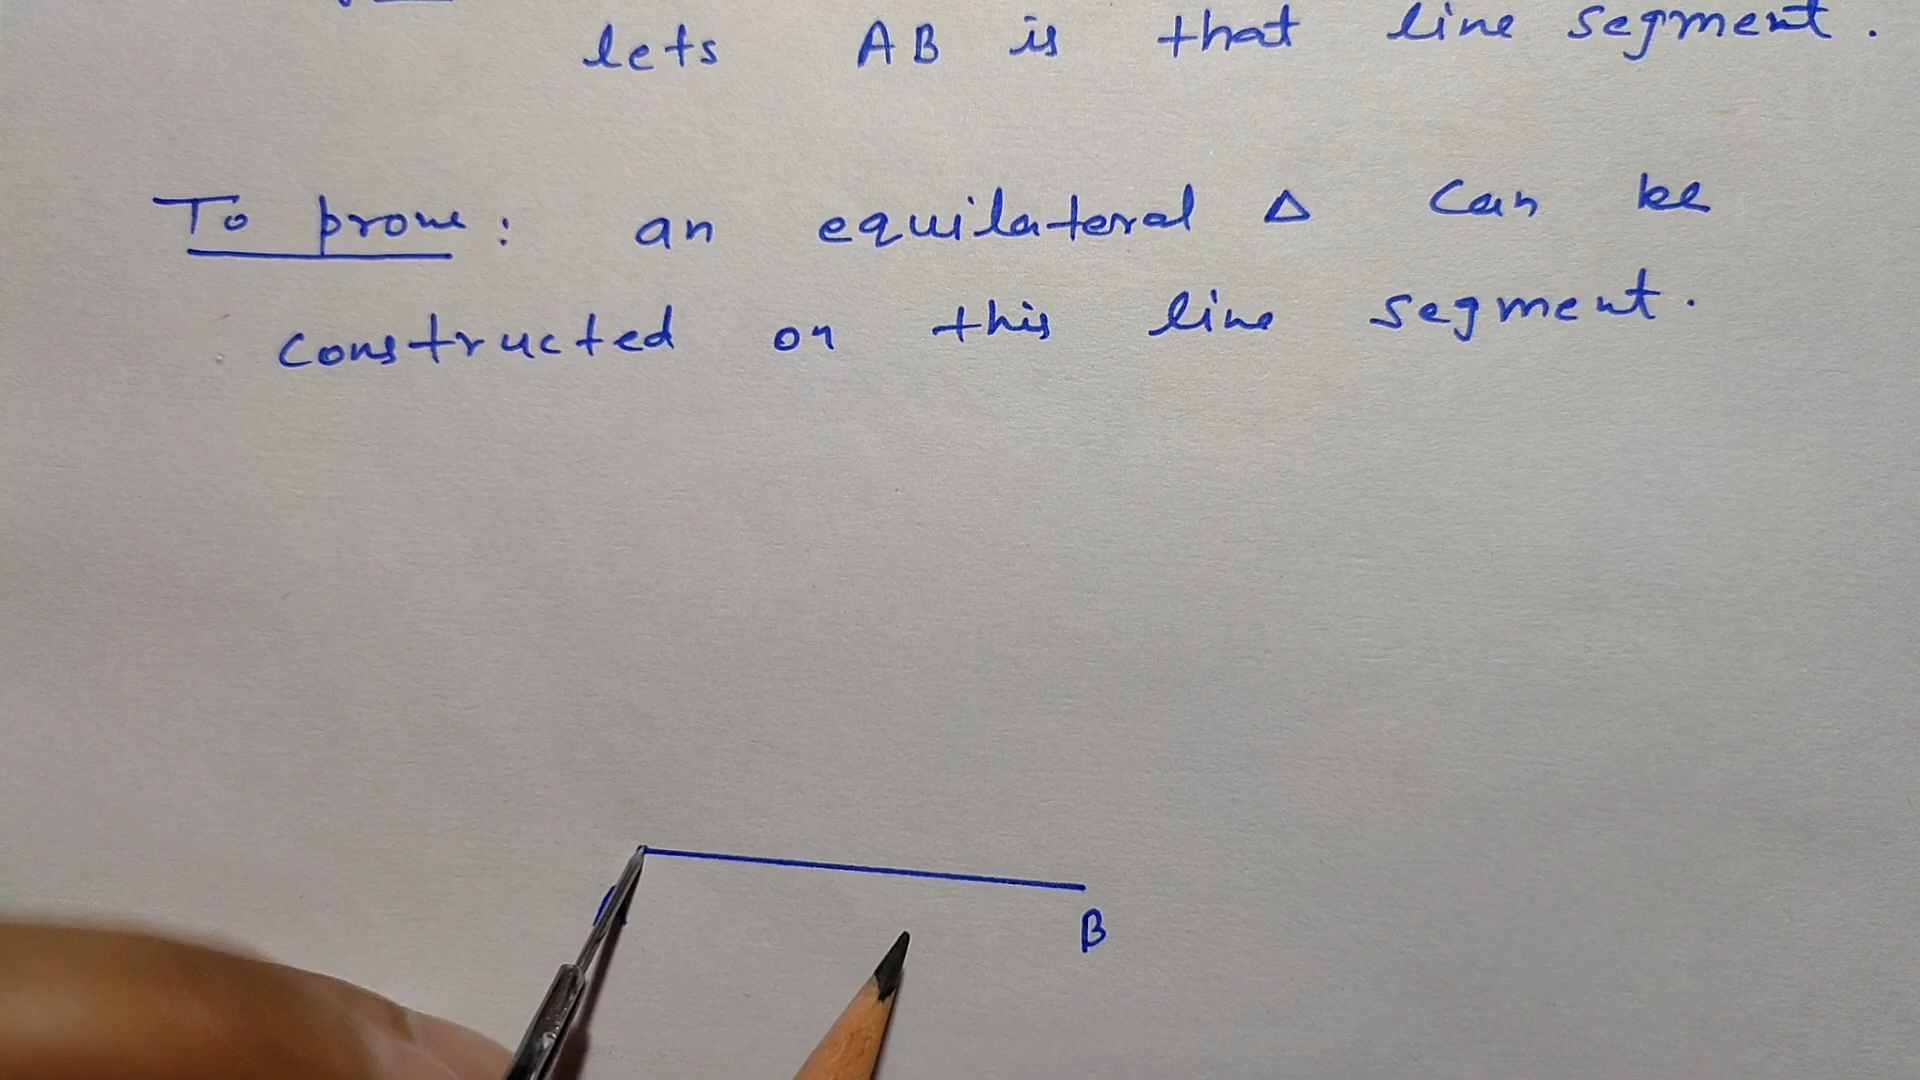 lets AB is that line segment.
To prove: an equilateral Δ can be
constructed on this line segment.
B